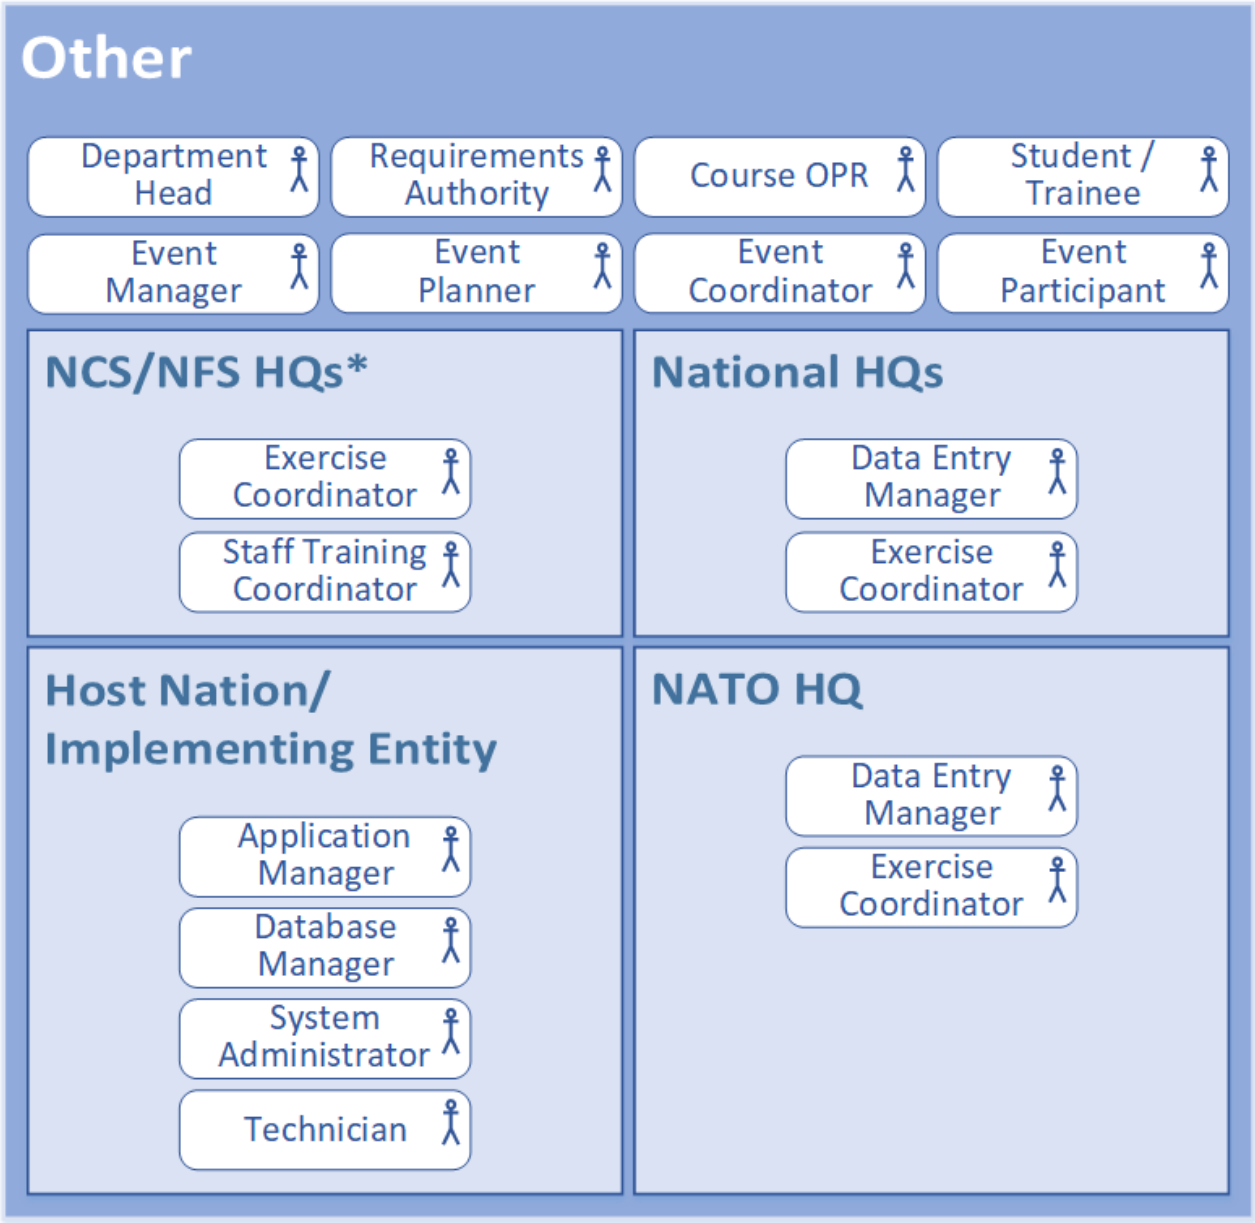 Other
Department
Head
Requirements
Authority
Course OPR
Student /
Trainee
Event
Manager
Event
Planner
Event
Coordinator
Event
Participant
NCS/NFS HQs*
Exercise
Coordinator
Staff Training
Coordinator
National HQs
Data Entry
Manager
Exercise
Coordinator
Host Nation/
Implementing Entity
Application
Manager
Database
Manager
System
Administrator
Technician
NATO HQ
Data Entry
Manager
Exercise
Coordinator